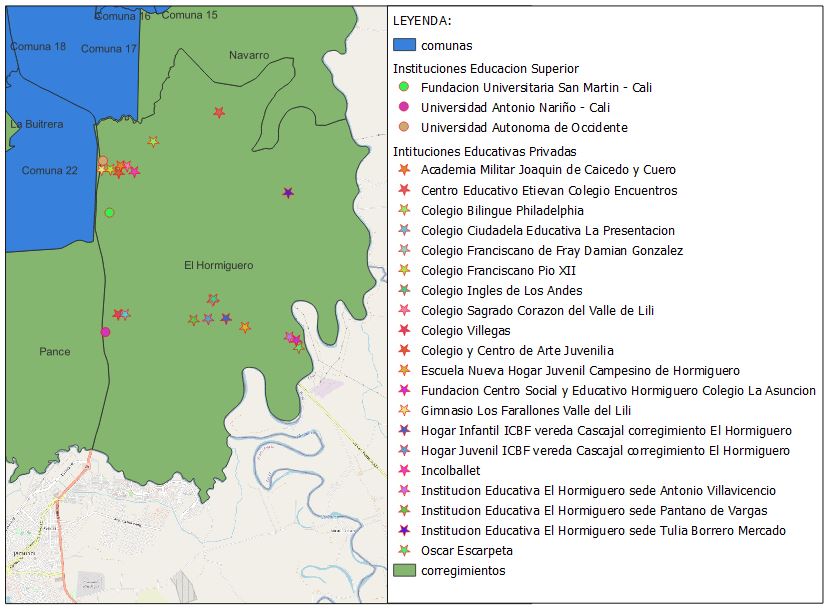 Comuna 16
Comuna 15
Comuna 18
Comuna 17
Navarro
La Buitrera
Comuna 22
El Hormiguero
Pance
LEYENDA:
comunas
Instituciones Educacion Superior
Fundacion Universitaria San Martin - Cali
Universidad Antonio Nariño - Cali
Universidad Autonoma de Occidente
Intituciones Educativas Privadas
Academia Militar Joaquin de Caicedo y Cuero
Centro Educativo Etievan Colegio Encuentros
Colegio Bilingue Philadelphia
Colegio Ciudadela Educativa La Presentacion
Colegio Franciscano de Fray Damian Gonzalez
Colegio Franciscano Pio XII
Colegio Ingles de Los Andes
Colegio Sagrado Corazon del Valle de Lili
Colegio Villegas
Colegio y Centro de Arte Juvenilia
Escuela Nueva Hogar Juvenil Campesino de Hormiguero
Fundacion Centro Social y Educativo Hormiguero Colegio La Asuncion
Gimnasio Los Farallones Valle del Lili
Hogar Infantil ICBF vereda Cascajal corregimiento El Hormiguero
Hogar Juvenil ICBF vereda Cascajal corregimiento El Hormiguero
Incolballet
Institucion Educativa El Hormiguero sede Antonio Villavicencio
Institucion Educativa El Hormiguero sede Pantano de Vargas
Institucion Educativa El Hormiguero sede Tulia Borrero Mercado
Oscar Escarpeta
corregimientos